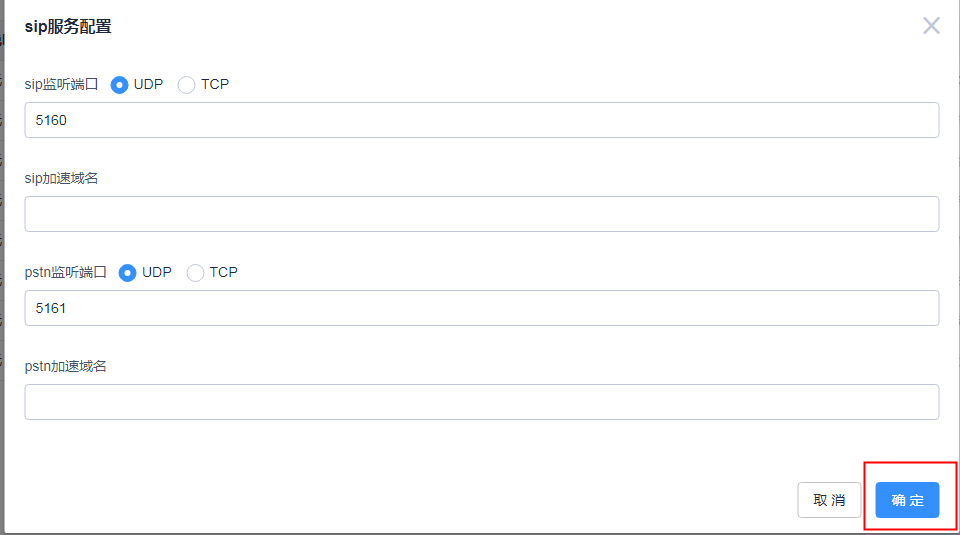 sip服务配置
sip监听端口 UDP TCP
5160
sip加速域名
pstn监听端口 UDP TCP
5161
pstn加速域名
取 消 确 定